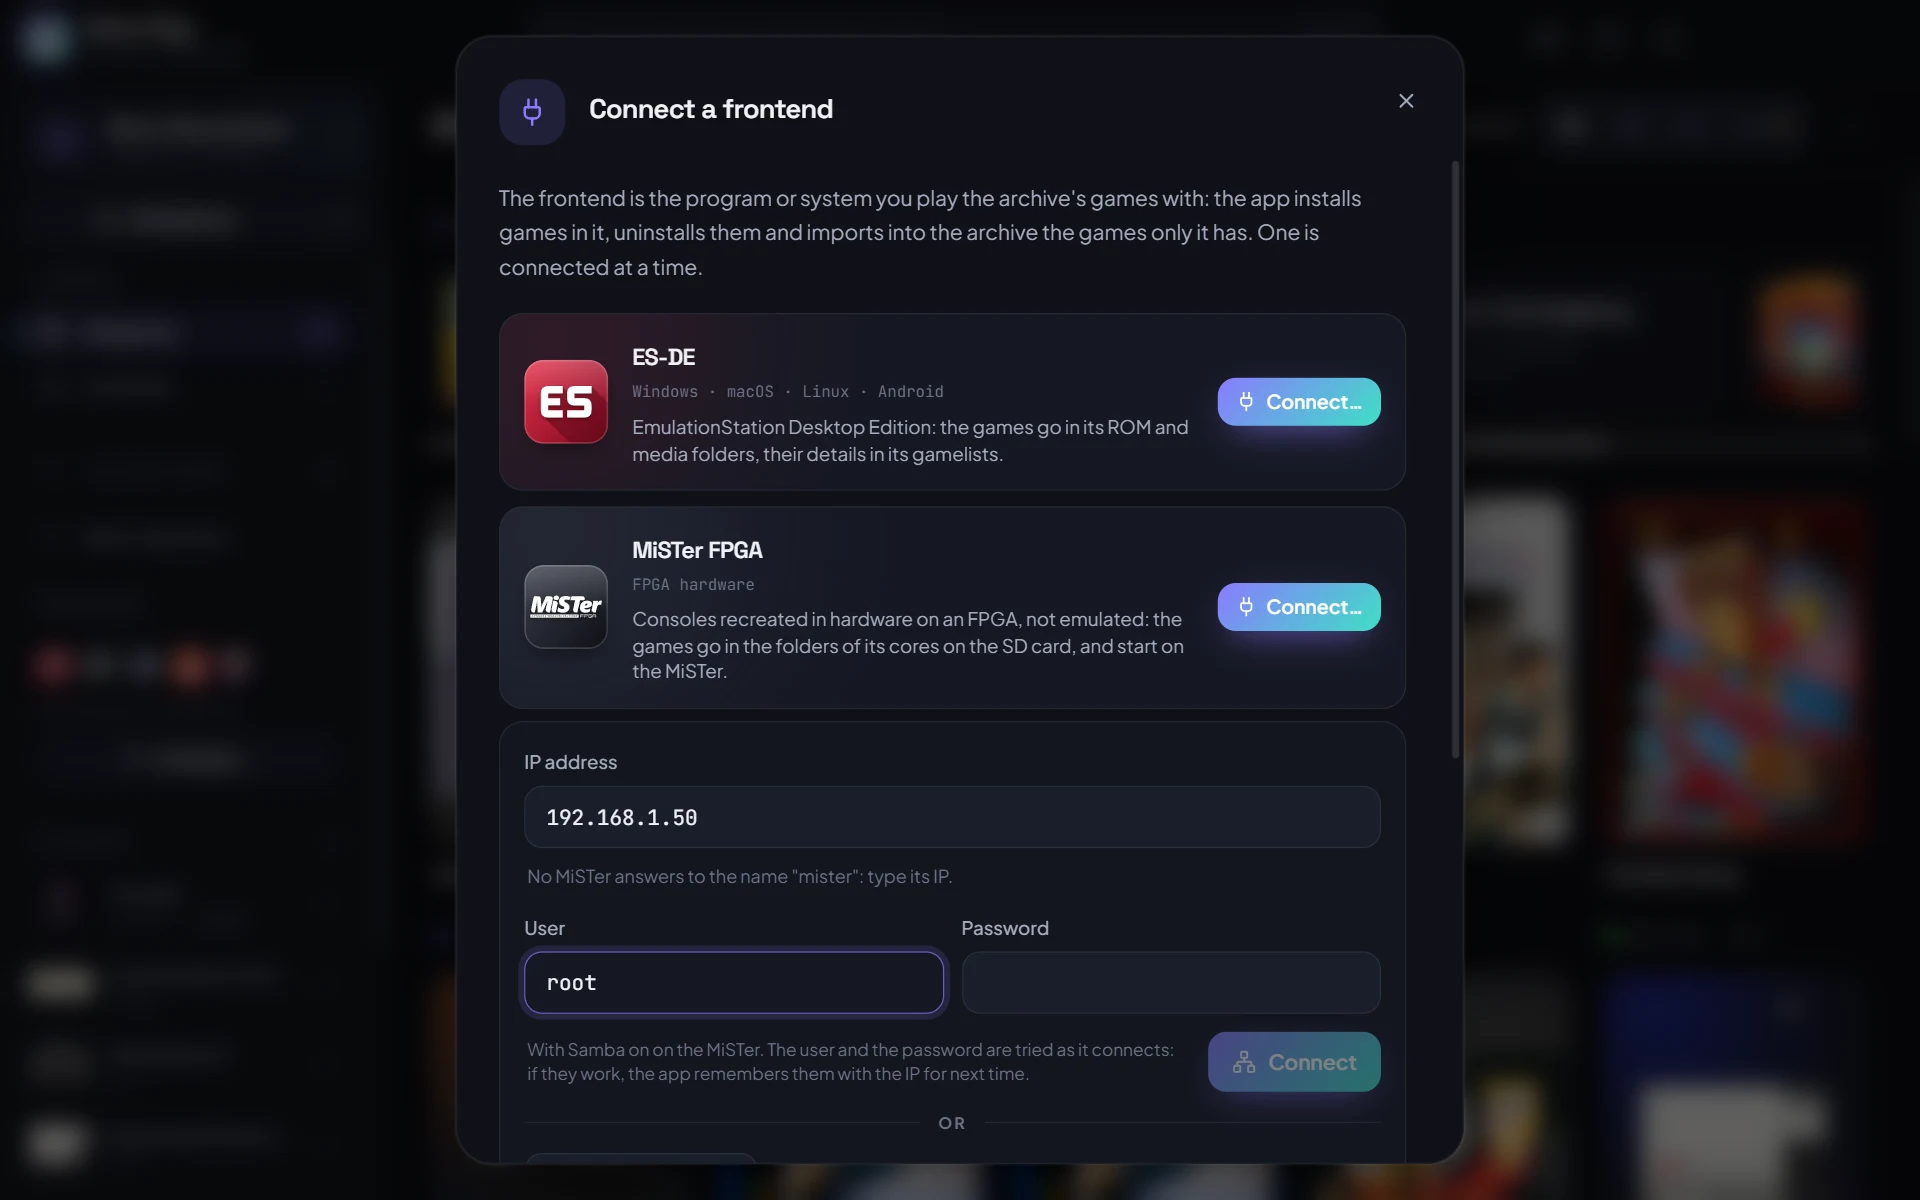 Connect a frontend
The frontend is the program or system you play the archive's games with: the app installs
games in it, uninstalls them and imports into the archive the games only it has. One is
connected at a time.
ES
ES-DE
Windows · macOS · Linux · Android
EmulationStation Desktop Edition: the games go in its ROM and
media folders, their details in its gamelists.
Connect…
MiSTer
MiSTer FPGA
FPGA hardware
Consoles recreated in hardware on an FPGA, not emulated: the
games go in the folders of its cores on the SD card, and start on
the MiSTer.
Connect…
IP address
192.168.1.50
No MiSTer answers to the name "mister": type its IP.
User
Password
root
With Samba on on the MiSTer. The user and the password are tried as it connects:
if they work, the app remembers them with the IP for next time.
Connect
OR